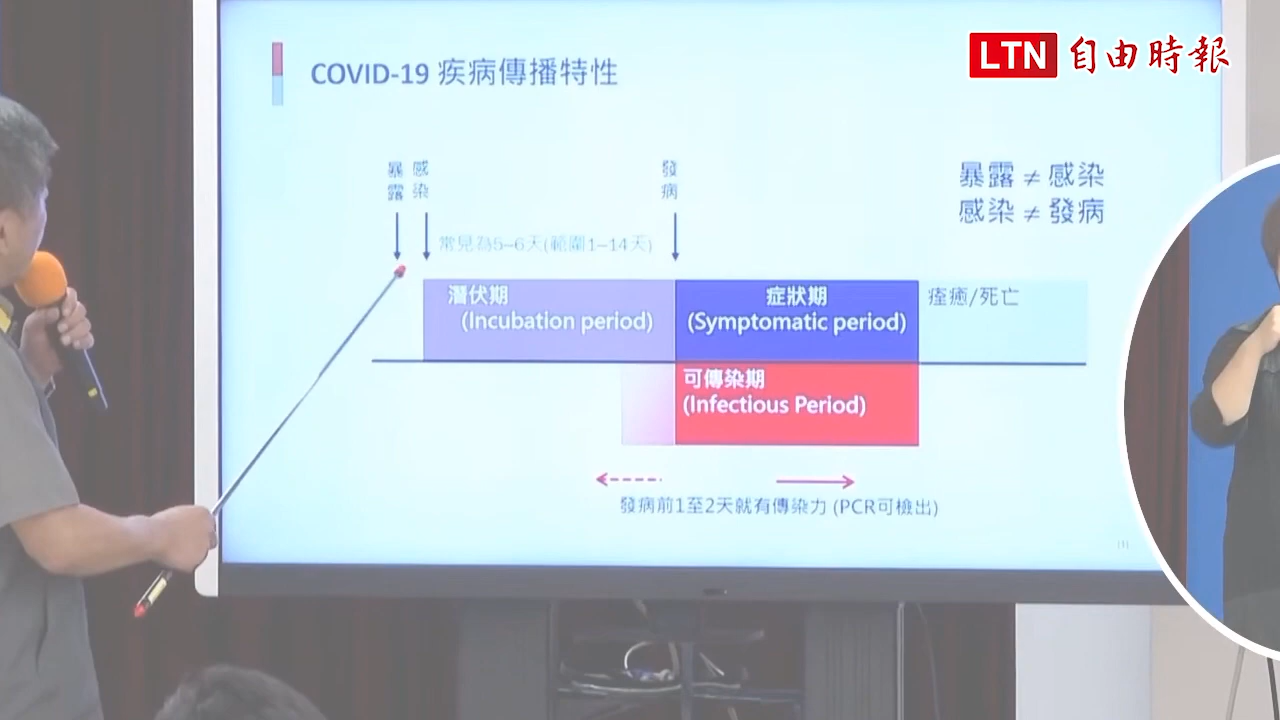 LTN 自由時報
COVID-19 疾病傳播特性
暴露
感染
發病
暴露 ≠ 感染
感染 ≠ 發病
常見為5–6天(範圍1–14天)
潛伏期
(Incubation period)
症狀期
(Symptomatic period)
痊癒/死亡
可傳染期
(Infectious Period)
發病前1至2天就有傳染力 (PCR可檢出)